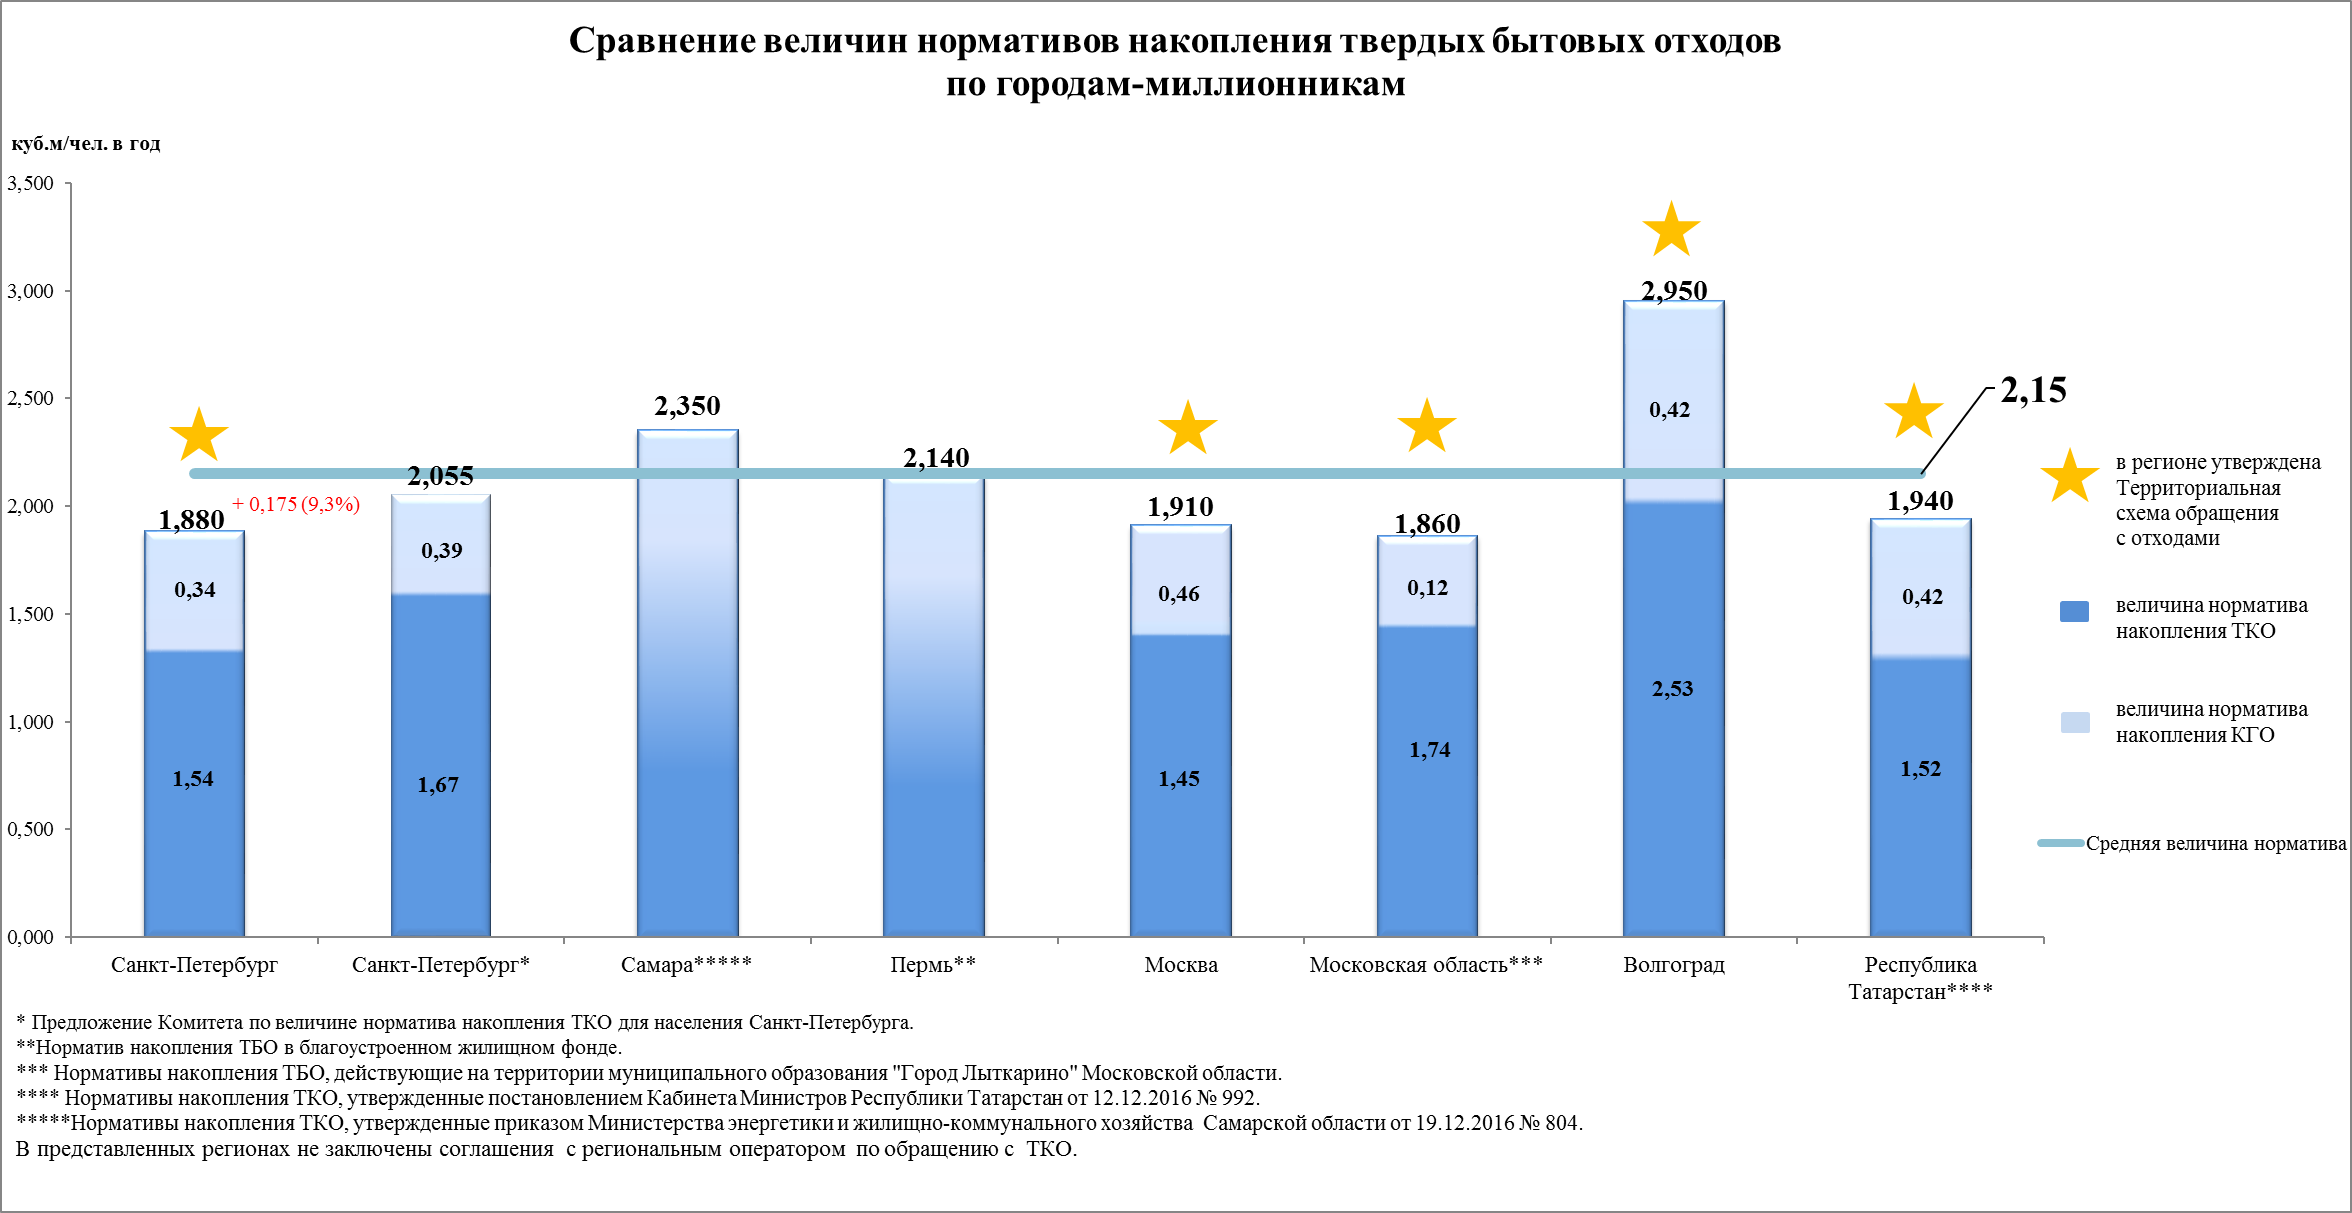 Сравнение величин нормативов накопления твердых бытовых отходов
по городам-миллионникам
куб.м/чел. в год
3,500
3,000
2,500
2,000
1,500
1,000
0,500
0,000
1,880
+ 0,175 (9,3%)
0,34
1,54
2,055
0,39
1,67
2,350
2,140
1,910
0,46
1,45
1,860
0,12
1,74
2,950
0,42
2,53
1,940
0,42
1,52
2,15
в регионе утверждена
Территориальная
схема обращения
с отходами
величина норматива
накопления ТКО
величина норматива
накопления КГО
Средняя величина норматива
Санкт-Петербург
Санкт-Петербург*
Самара*****
Пермь**
Москва
Московская область***
Волгоград
Республика
Татарстан****
* Предложение Комитета по величине норматива накопления ТКО для населения Санкт-Петербурга.
**Норматив накопления ТБО в благоустроенном жилищном фонде.
*** Нормативы накопления ТБО, действующие на территории муниципального образования "Город Лыткарино" Московской области.
**** Нормативы накопления ТКО, утвержденные постановлением Кабинета Министров Республики Татарстан от 12.12.2016 № 992.
*****Нормативы накопления ТКО, утвержденные приказом Министерства энергетики и жилищно-коммунального хозяйства Самарской области от 19.12.2016 № 804.
В представленных регионах не заключены соглашения с региональным оператором по обращению с ТКО.